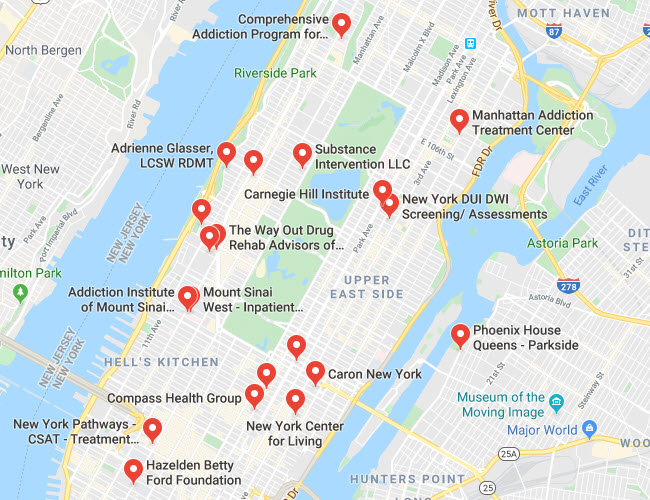 Comprehensive
Addiction Program for...
MOTT HAVEN
87
278
North Bergen
River Rd
Manhattan Ave
Malcolm X Blvd
Madison Ave
Park Ave
Lexington Ave
Riverside Park
Bergenline Ave
River Rd
Manhattan Addiction
Treatment Center
E 106th St
FDR Dr
3rd Ave
Adrienne Glasser,
LCSW RDMT
Substance
Intervention LLC
West New
York
Park Ave
Port Imperial Blvd
Carnegie Hill Institute
New York DUI DWI
Screening/ Assessments
East River
NEW JERSEY
NEW YORK
The Way Out Drug
Rehab Advisors of...
Park Ave
Astoria Park
DIT
STE
31st St
milton Park
UPPER
EAST SIDE
278
Astoria Blvd
Addiction Institute
of Mount Sinai...
Mount Sinai
West - Inpatient...
11th Ave
Phoenix House
Queens - Parkside
HELL'S KITCHEN
NEW JERSEY
NEW YORK
Caron New York
21st St
Steinway St
Compass Health Group
Museum of the
Moving Image
New York Center
for Living
Major World
New York Pathways -
CSAT - Treatment...
25A
WOO
Hazelden Betty
Ford Foundation
HUNTERS POINT
25